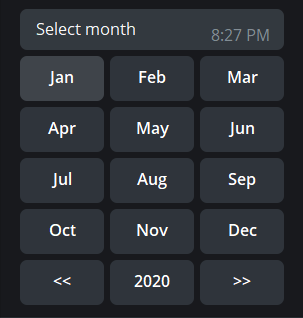 Select month
8:27 PM
Jan Feb Mar
Apr May Jun
Jul Aug Sep
Oct Nov Dec
<< 2020 >>